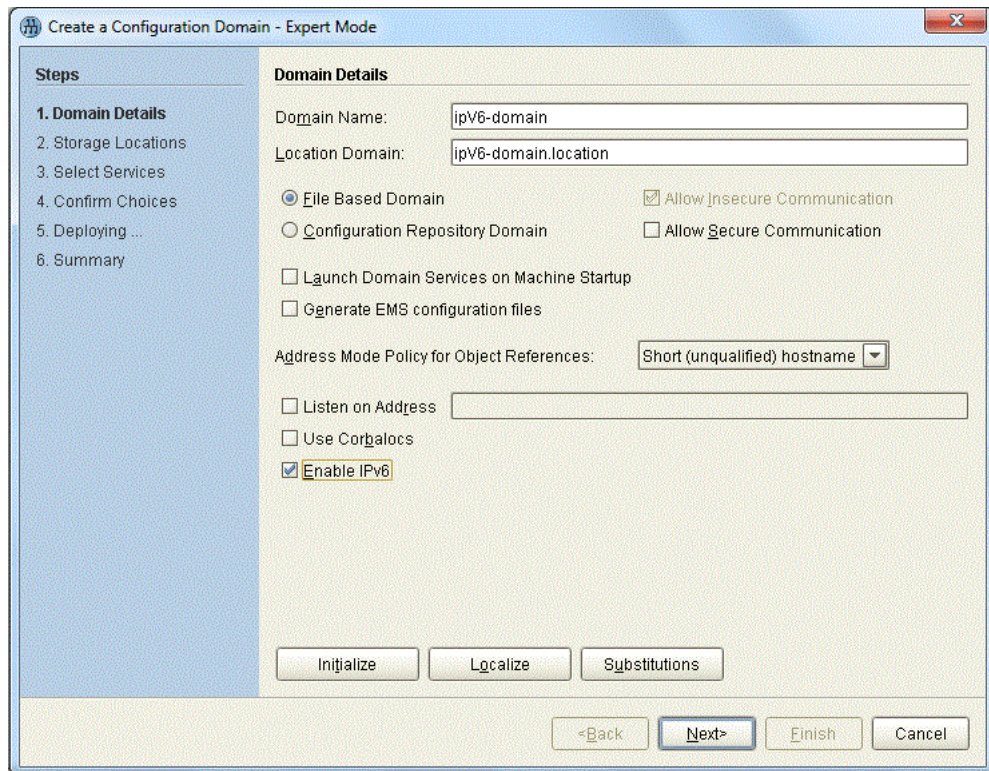 Create a Configuration Domain - Expert Mode
Steps
1. Domain Details
2. Storage Locations
3. Select Services
4. Confirm Choices
5. Deploying ...
6. Summary
Domain Details
Domain Name: ipV6-domain
Location Domain: ipV6-domain.location
File Based Domain Allow Insecure Communication
Configuration Repository Domain Allow Secure Communication
Launch Domain Services on Machine Startup
Generate EMS configuration files
Address Mode Policy for Object References: Short (unqualified) hostname
Listen on Address
Use Corbalocs
Enable IPv6
Initialize Localize Substitutions
<Back Next> Finish Cancel